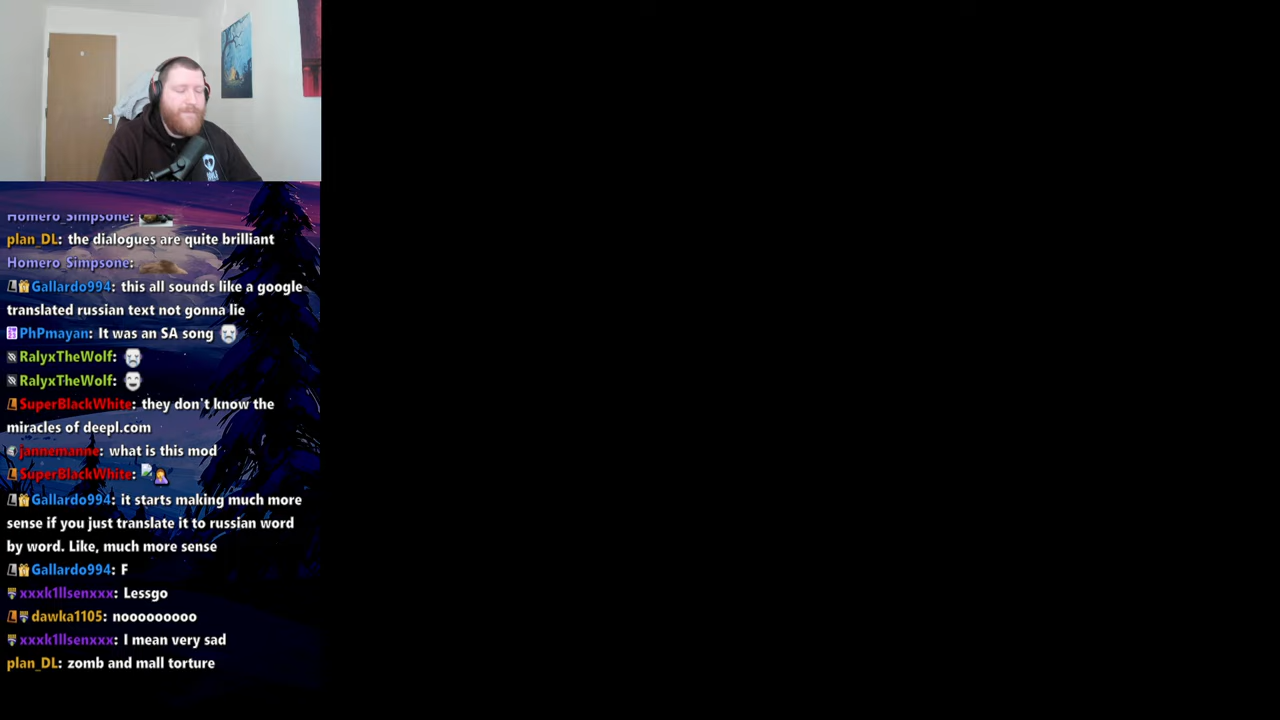 Homero_Simpsone:
plan_DL: the dialogues are quite brilliant
Homero_Simpsone:
Gallardo994: this all sounds like a google
translated russian text not gonna lie
PhPmayan: It was an SA song
RalyxTheWolf:
RalyxTheWolf:
SuperBlackWhite: they don't know the
miracles of deepl.com
jannemanne: what is this mod
SuperBlackWhite:
Gallardo994: it starts making much more
sense if you just translate it to russian word
by word. Like, much more sense
Gallardo994: F
xxxk1llsenxxx: Lessgo
dawka1105: nooooooooo
xxxk1llsenxxx: I mean very sad
plan_DL: zomb and mall torture